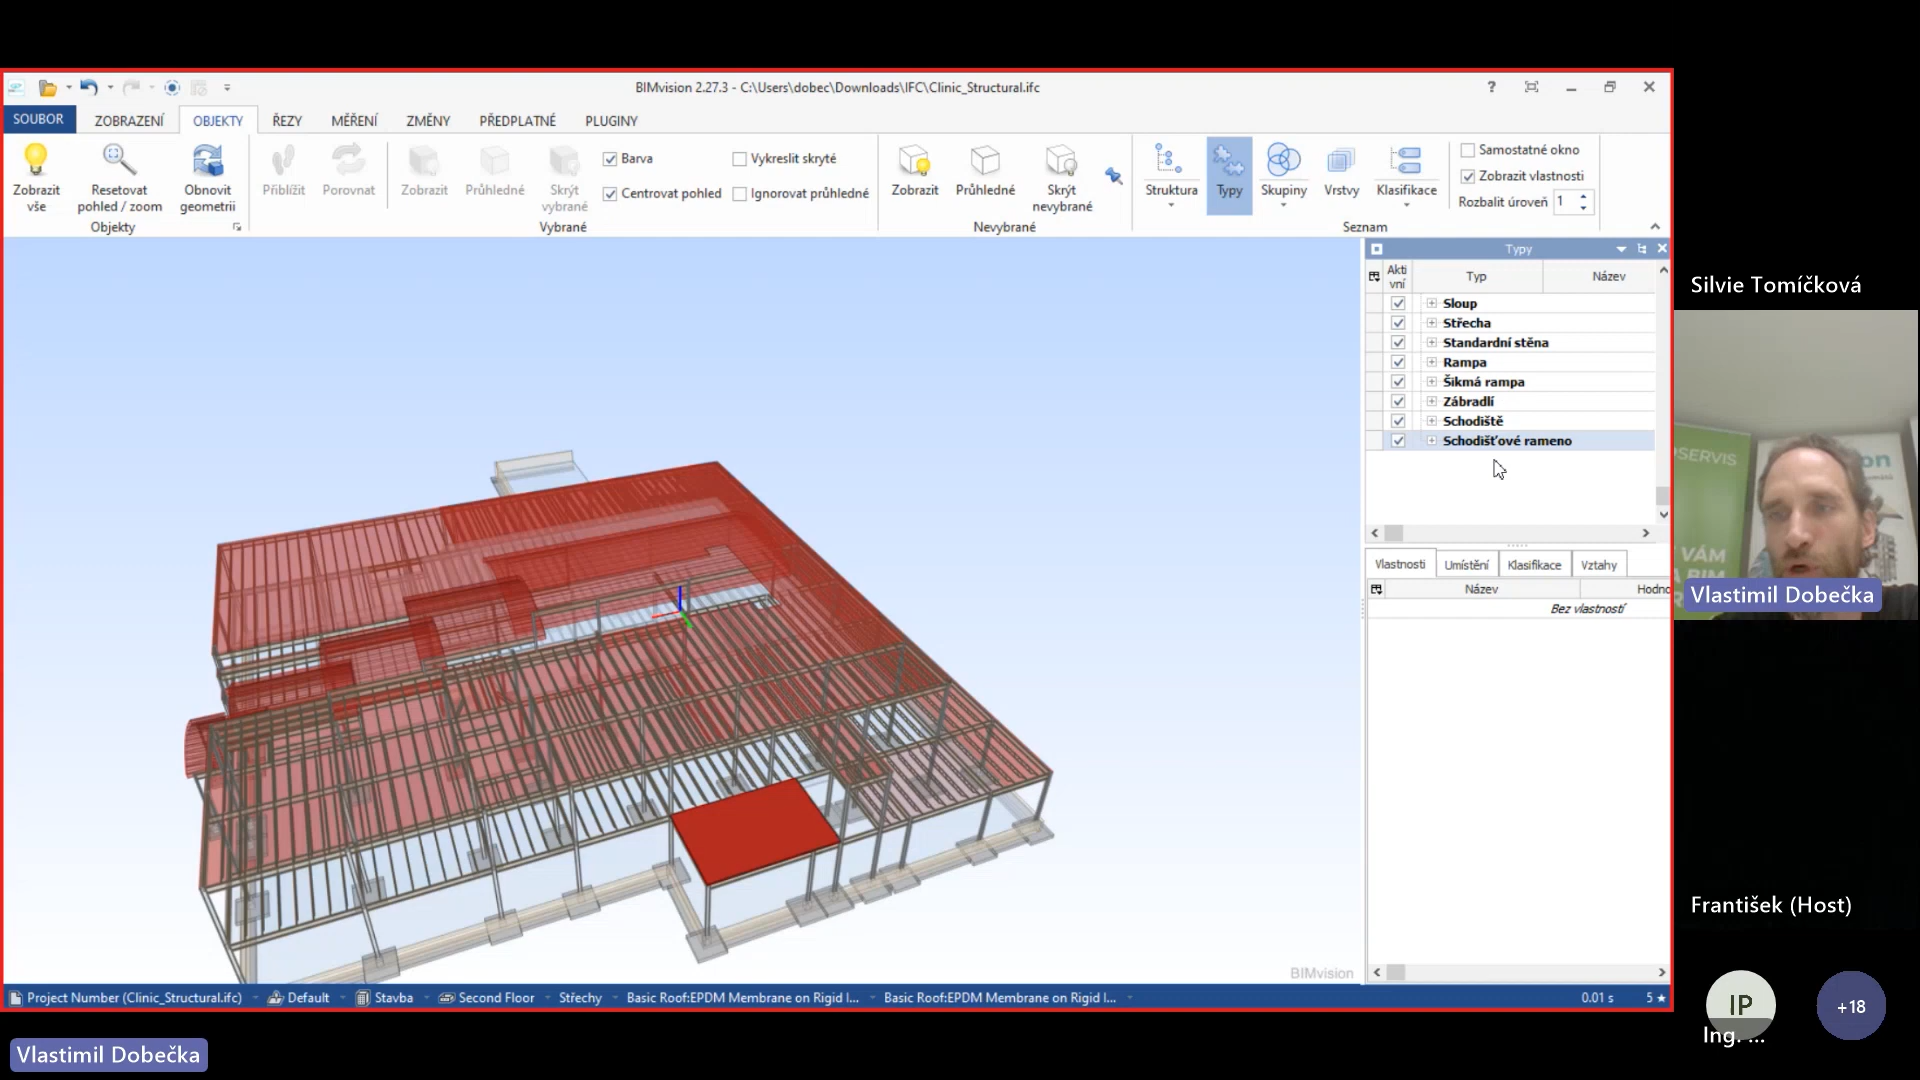 BIMvision 2.27.3 - C:\Users\dobec\Downloads\IFC\Clinic_Structural.ifc
SOUBOR ZOBRAZENÍ OBJEKTY ŘEZY MĚŘENÍ ZMĚNY PŘEDPLATNÉ PLUGINY
Zobrazit vše
Resetovat pohled / zoom
Obnovit geometrii
Objekty
Přiblížit
Porovnat
Zobrazit
Průhledné
Skrýt vybrané
Barva
Centrovat pohled
Vykreslit skryté
Ignorovat průhledné
Vybrané
Zobrazit
Průhledné
Skrýt nevybrané
Nevybrané
Struktura
Typy
Skupiny
Vrstvy
Klasifikace
Samostatné okno
Zobrazit vlastnosti
Rozbalit úroveň 1
Seznam
Typy
Akti vní Typ Název
Sloup
Střecha
Standardní stěna
Rampa
Šikmá rampa
Zábradlí
Schodiště
Schodišťové rameno
Vlastnosti Umístění Klasifikace Vztahy
Název Hodno
Bez vlastností
BIMvision
Project Number (Clinic_Structural.ifc) Default Stavba Second Floor Střechy Basic Roof:EPDM Membrane on Rigid I... Basic Roof:EPDM Membrane on Rigid I... 0.01 s 5
Silvie Tomíčková
SERVIS
on
VÁM
A BIM
Vlastimil Dobečka
František (Host)
IP
Ing. ...
+18
Vlastimil Dobečka